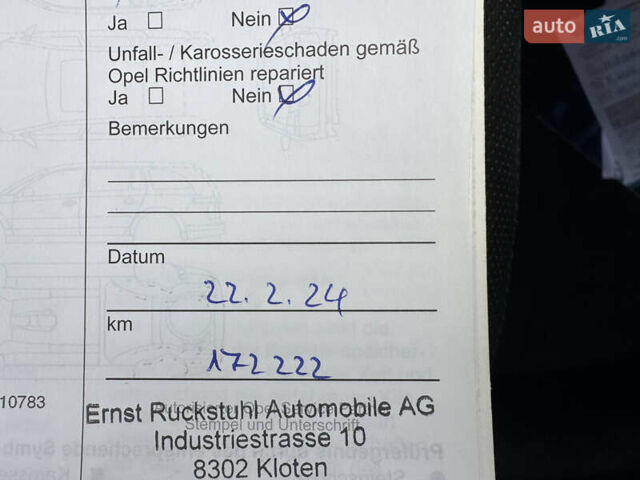 Ja ☐ Nein ☒
Unfall- / Karosserieschaden gemäß
Opel Richtlinien repariert
Ja ☐ Nein ☒
Bemerkungen
Datum
22.2.24
km
172 222
10783
Ernst Ruckstuhl Automobile AG
Stempel und Unterschrift
Industriestrasse 10
8302 Kloten
auto RIA .com